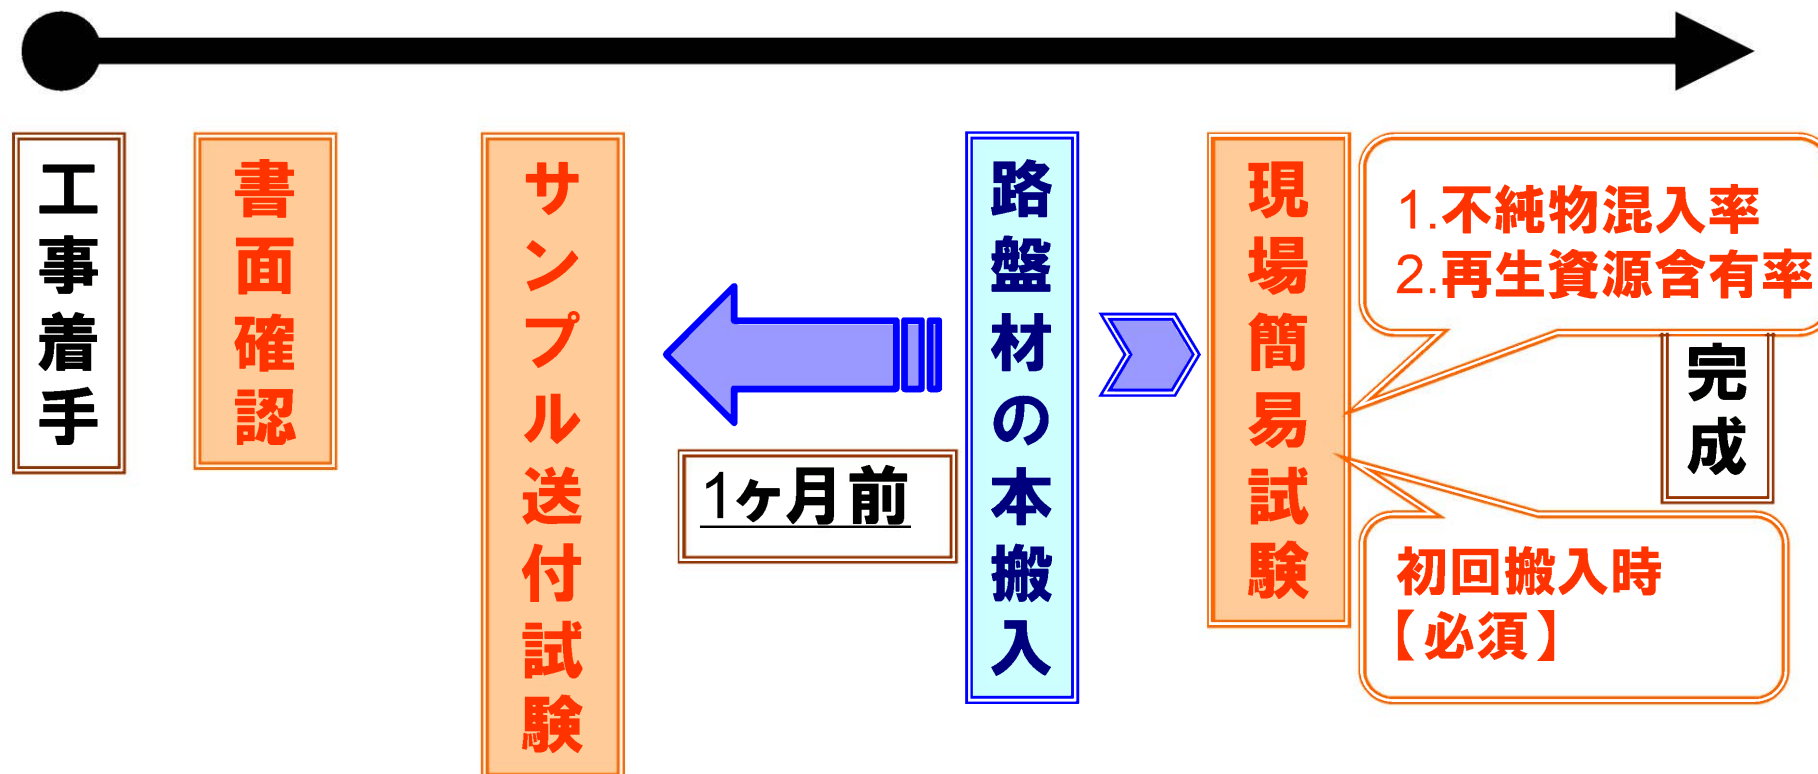 工事着手
書面確認
サンプル送付試験
1ヶ月前
路盤材の本搬入
現場簡易試験
1.不純物混入率
2.再生資源含有率
初回搬入時
【必須】
完成